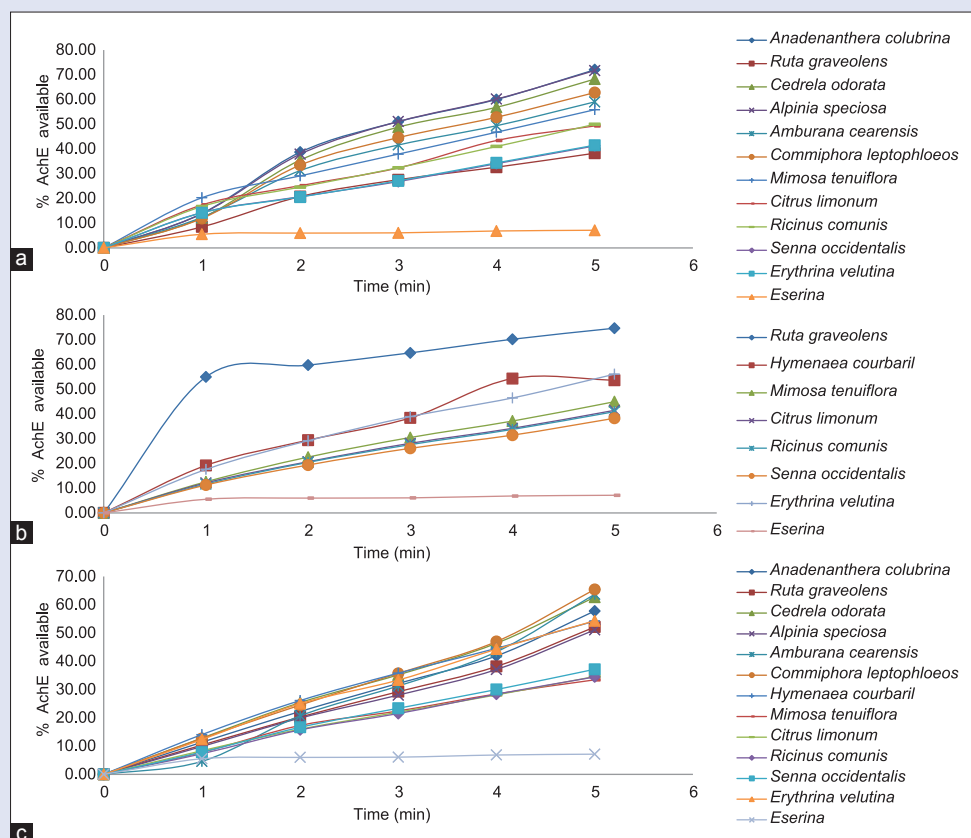 80.00
70.00
60.00
50.00
40.00
30.00
20.00
10.00
0.00
% AchE available
0 1 2 3 4 5 6
Time (min)
a
Anadenanthera colubrina
Ruta graveolens
Cedrela odorata
Alpinia speciosa
Amburana cearensis
Commiphora leptophloeos
Mimosa tenuiflora
Citrus limonum
Ricinus comunis
Senna occidentalis
Erythrina velutina
Eserina
80.00
70.00
60.00
50.00
40.00
30.00
20.00
10.00
0.00
% AchE available
0 1 2 3 4 5 6
Time (min)
b
Ruta graveolens
Hymenaea courbaril
Mimosa tenuiflora
Citrus limonum
Ricinus comunis
Senna occidentalis
Erythrina velutina
Eserina
70.00
60.00
50.00
40.00
30.00
20.00
10.00
0.00
% AchE available
0 1 2 3 4 5 6
Time (min)
c
Anadenanthera colubrina
Ruta graveolens
Cedrela odorata
Alpinia speciosa
Amburana cearensis
Commiphora leptophloeos
Hymenaea courbaril
Mimosa tenuiflora
Citrus limonum
Ricinus comunis
Senna occidentalis
Erythrina velutina
Eserina